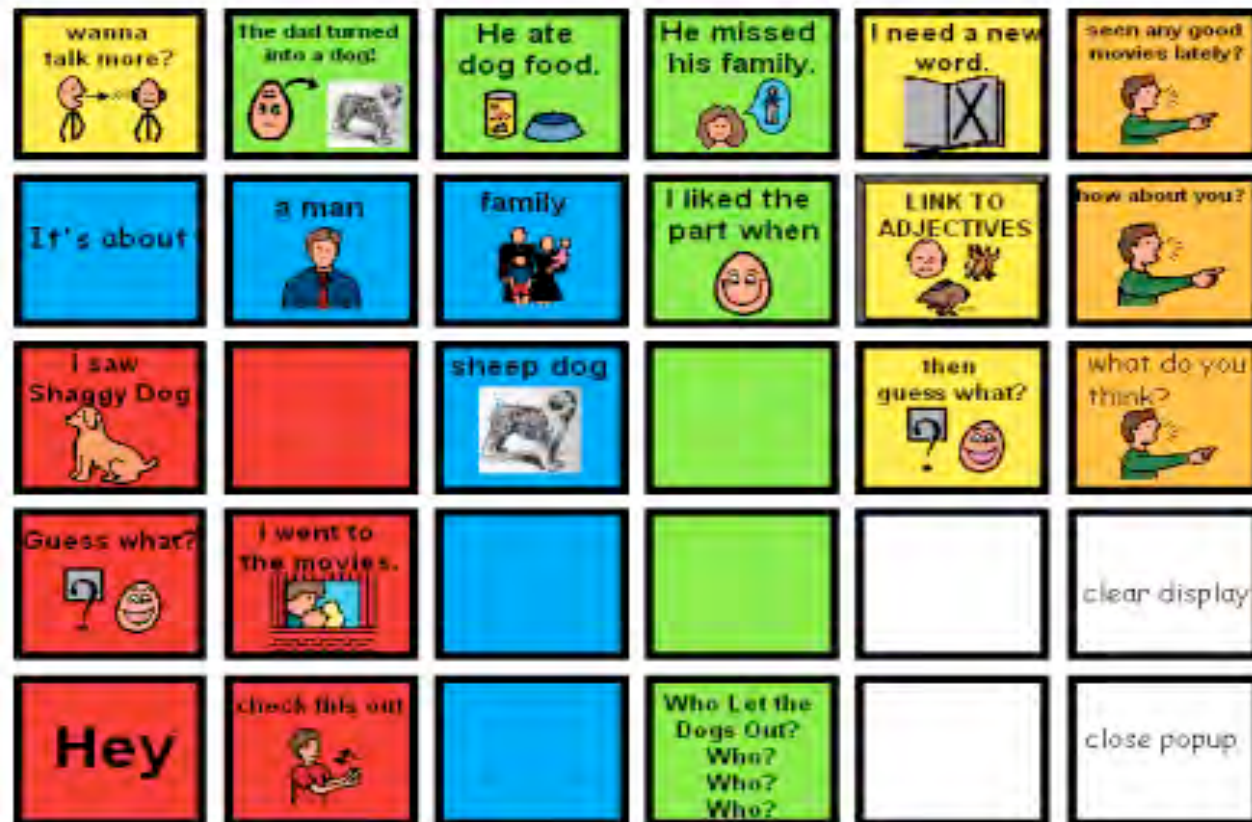 wanna
talk more?
The dad turned
into a dog!
He ate
dog food.
He missed
his family.
I need a new
word.
seen any good
movies lately?
It's about
a man
family
I liked the
part when
LINK TO
ADJECTIVES
how about you?
i saw
Shaggy Dog
sheep dog
then
guess what?
what do you
think?
Guess what?
i went to
the movies.
clear display
Hey
check this out
Who Let the
Dogs Out?
Who?
Who?
Who?
close popup